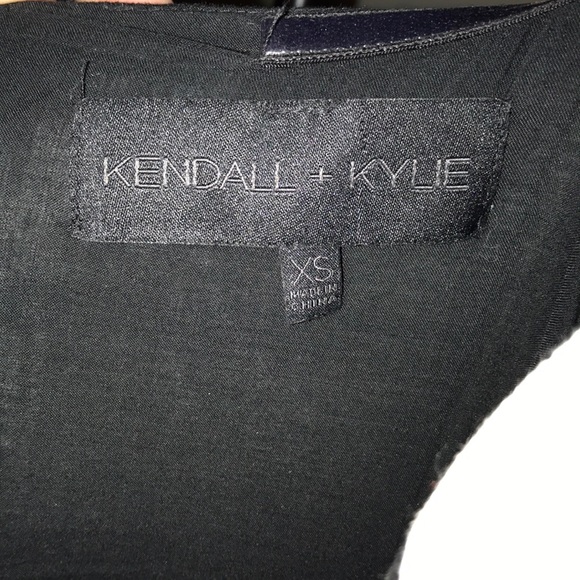 KENDALL + KYLIE
XS
MADE IN
CHINA